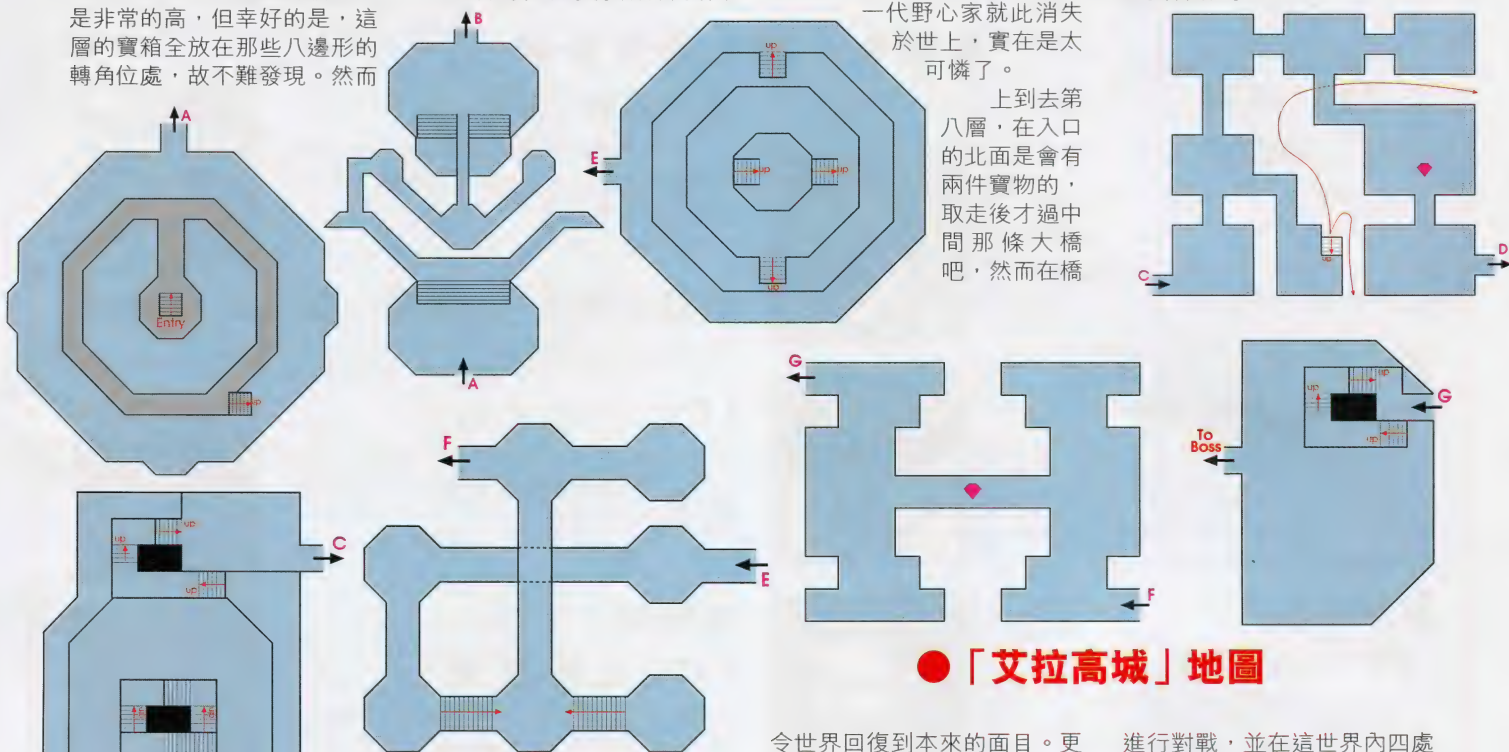 是非常的高，但幸好的是，這
層的寶箱全放在那些八邊形的
轉角位處，故不難發現。然而
一代野心家就此消失
於世上，實在是太
可憐了。
上到去第
八層，在入口
的北面是會有
兩件寶物的，
取走後才過中
間那條大橋
吧，然而在橋
A
up
Entry
up
B
A
E
up
up
up
up
C
up
D
C
up
up
up
up
up
F
E
G
F
To
Boss
up
up
up
G
●「艾拉高城」地圖
令世界回復到本來的面目。更
進行對戰，並在這世界內四處